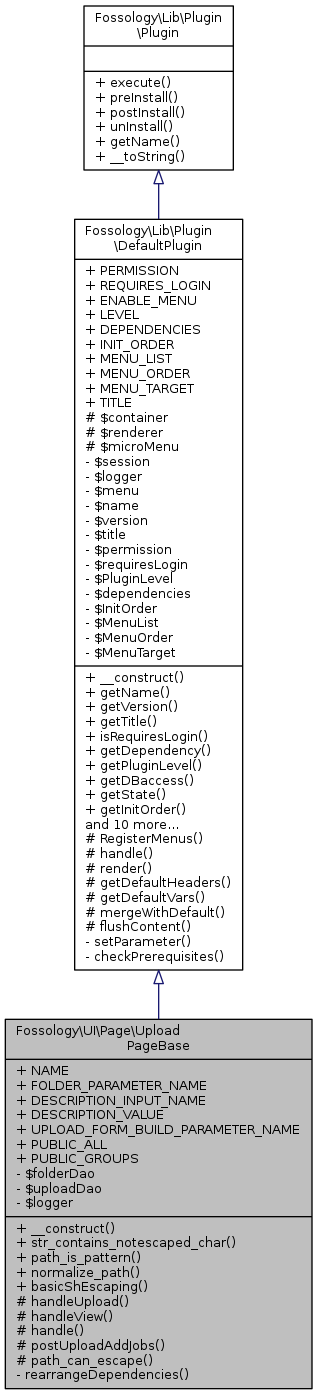 Fossology\Lib\Plugin
\Plugin
+ execute()
+ preInstall()
+ postInstall()
+ unInstall()
+ getName()
+ __toString()
Fossology\Lib\Plugin
\DefaultPlugin
+ PERMISSION
+ REQUIRES_LOGIN
+ ENABLE_MENU
+ LEVEL
+ DEPENDENCIES
+ INIT_ORDER
+ MENU_LIST
+ MENU_ORDER
+ MENU_TARGET
+ TITLE
# $container
# $renderer
# $microMenu
- $session
- $logger
- $menu
- $name
- $version
- $title
- $permission
- $requiresLogin
- $PluginLevel
- $dependencies
- $InitOrder
- $MenuList
- $MenuOrder
- $MenuTarget
+ __construct()
+ getName()
+ getVersion()
+ getTitle()
+ isRequiresLogin()
+ getDependency()
+ getPluginLevel()
+ getDBaccess()
+ getState()
+ getInitOrder()
and 10 more...
# RegisterMenus()
# handle()
# render()
# getDefaultHeaders()
# getDefaultVars()
# mergeWithDefault()
# flushContent()
- setParameter()
- checkPrerequisites()
Fossology\UI\Page\Upload
PageBase
+ NAME
+ FOLDER_PARAMETER_NAME
+ DESCRIPTION_INPUT_NAME
+ DESCRIPTION_VALUE
+ UPLOAD_FORM_BUILD_PARAMETER_NAME
+ PUBLIC_ALL
+ PUBLIC_GROUPS
- $folderDao
- $uploadDao
- $logger
+ __construct()
+ str_contains_notescaped_char()
+ path_is_pattern()
+ normalize_path()
+ basicShEscaping()
# handleUpload()
# handleView()
# handle()
# postUploadAddJobs()
# path_can_escape()
- rearrangeDependencies()